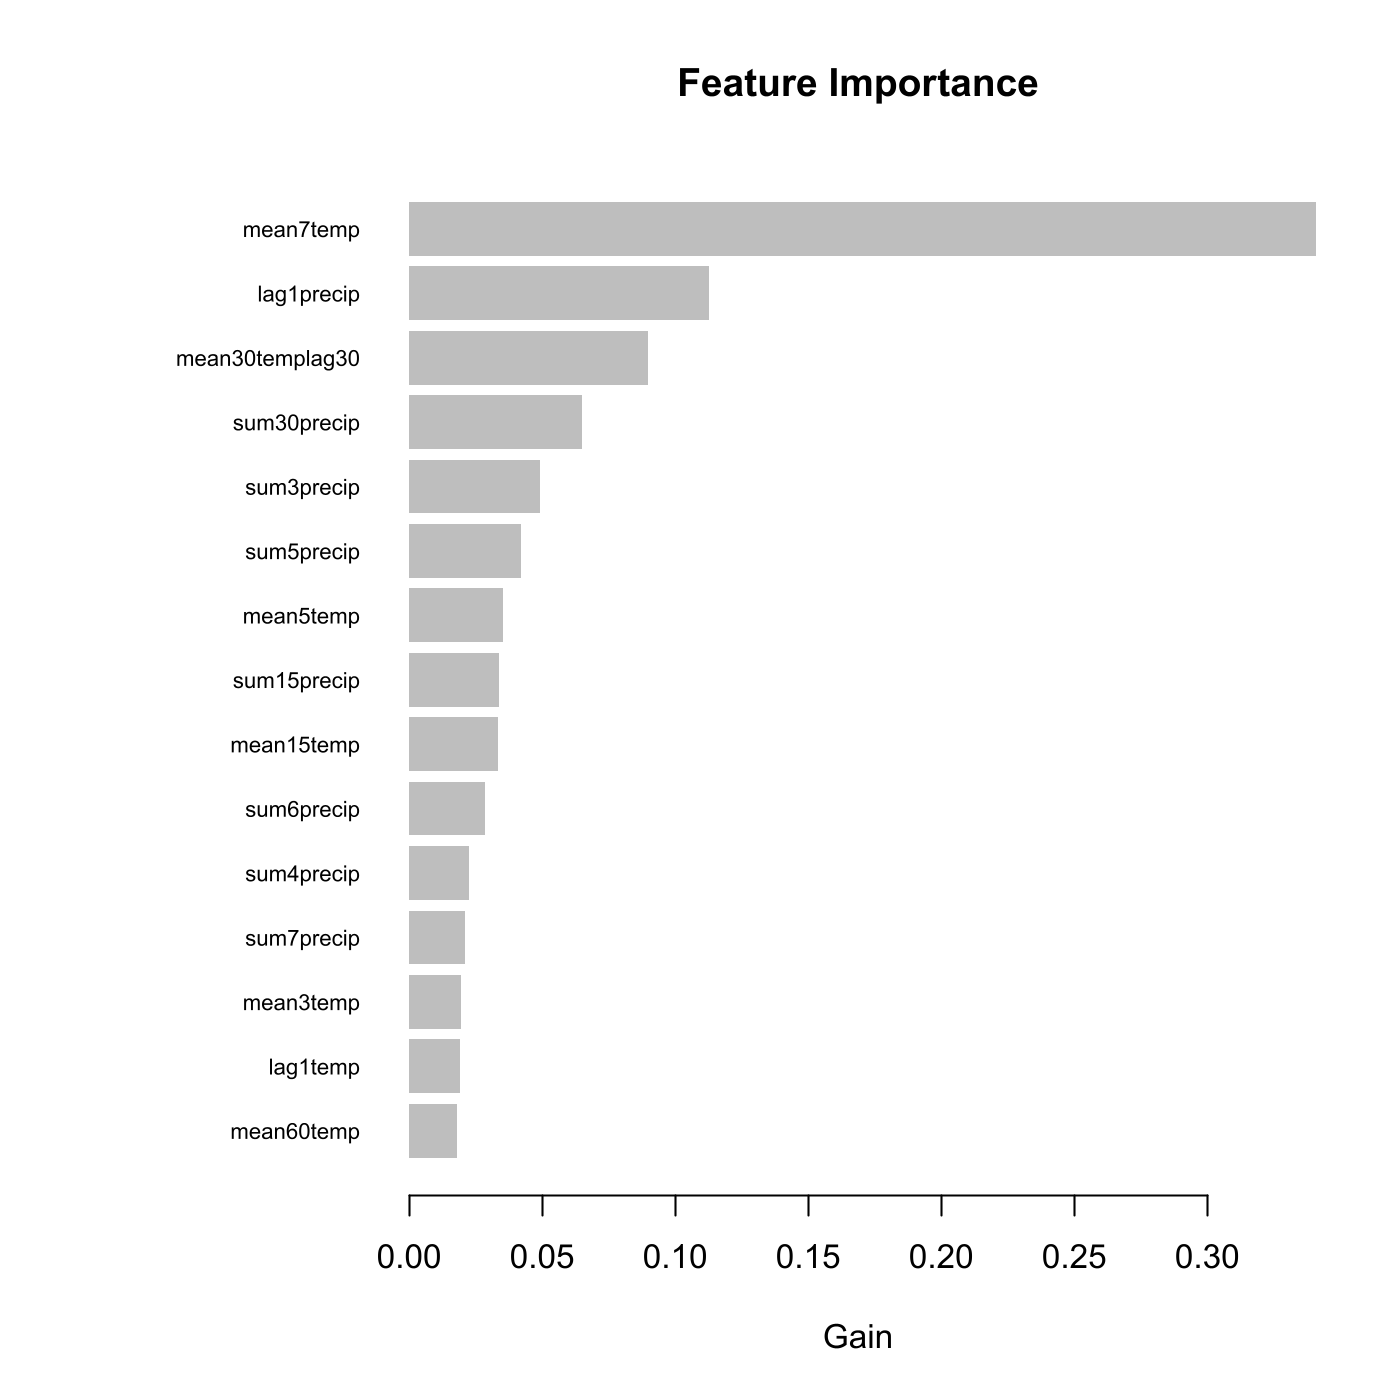 Feature Importance
mean7temp
lag1precip
mean30templag30
sum30precip
sum3precip
sum5precip
mean5temp
sum15precip
mean15temp
sum6precip
sum4precip
sum7precip
mean3temp
lag1temp
mean60temp
0.00 0.05 0.10 0.15 0.20 0.25 0.30
Gain